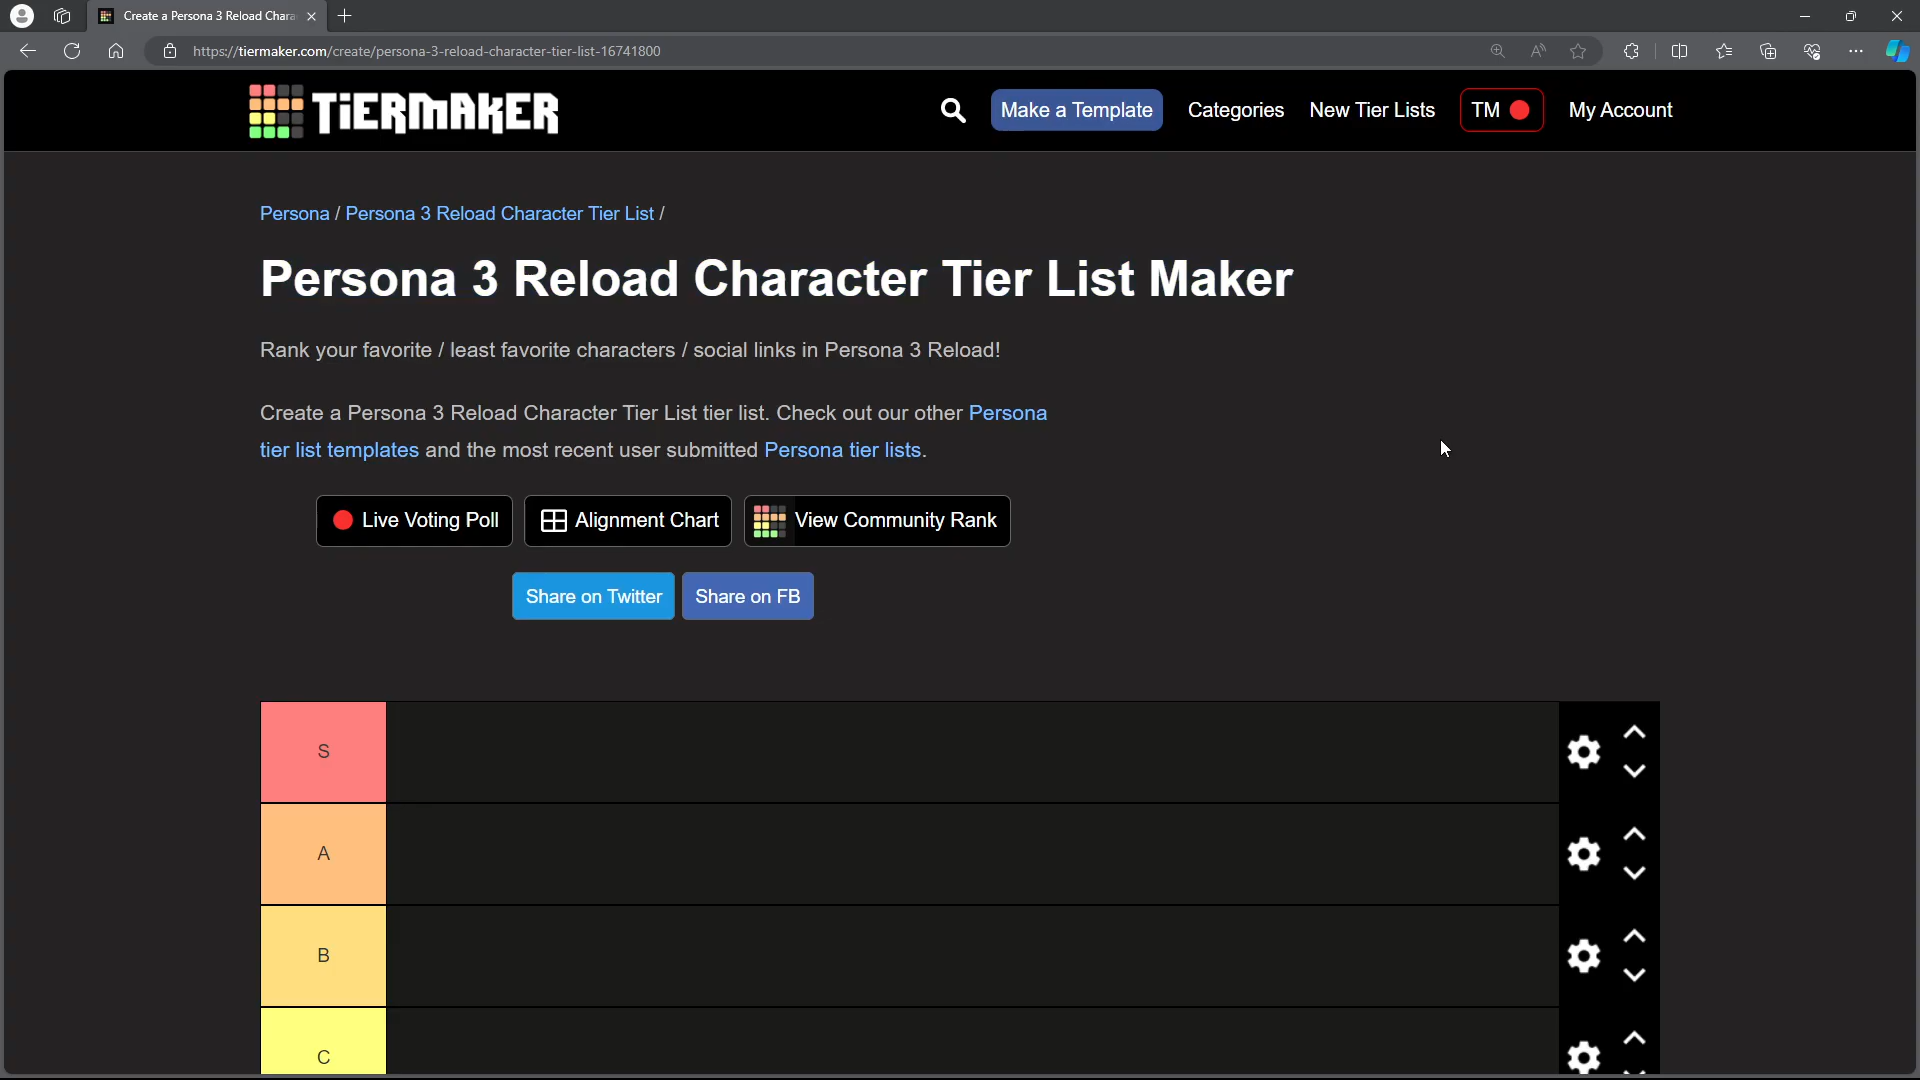 Create a Persona 3 Reload Chara
https://tiermaker.com/create/persona-3-reload-character-tier-list-16741800
TIERMAKER
Make a Template
Categories
New Tier Lists
TM
My Account
Persona / Persona 3 Reload Character Tier List /
Persona 3 Reload Character Tier List Maker
Rank your favorite / least favorite characters / social links in Persona 3 Reload!
Create a Persona 3 Reload Character Tier List tier list. Check out our other Persona
tier list templates and the most recent user submitted Persona tier lists.
Live Voting Poll
Alignment Chart
View Community Rank
Share on Twitter
Share on FB
S
A
B
C